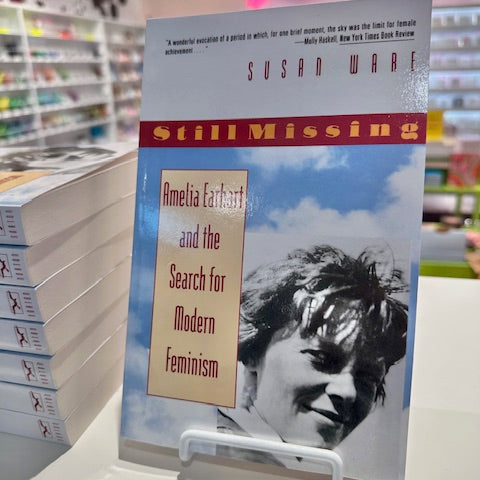 "A wonderful evocation of a period in which, for one brief moment, the sky was the limit for female
achievement . . . ."
—Molly Haskell, New York Times Book Review
SUSAN WARE
Still Missing
Amelia Earhart
and the
Search for
Modern
Feminism